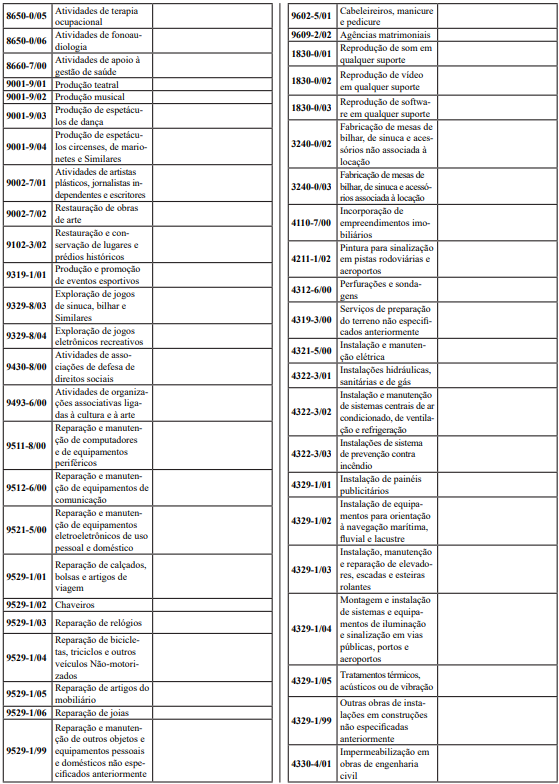 8650-0/05 Atividades de terapia
ocupacional
8650-0/06 Atividades de fonoau-
diologia
8660-7/00 Atividades de apoio à
gestão de saúde
9001-9/01 Produção teatral
9001-9/02 Produção musical
9001-9/03 Produção de espetácu-
los de dança
9001-9/04 Produção de espetácu-
los circenses, de mario-
netes e Similares
9002-7/01 Atividades de artistas
plásticos, jornalistas in-
dependentes e escritores
9002-7/02 Restauração de obras
de arte
9102-3/02 Restauração e con-
servação de lugares e
prédios históricos
9319-1/01 Produção e promoção
de eventos esportivos
9329-8/03 Exploração de jogos
de sinuca, bilhar e
Similares
9329-8/04 Exploração de jogos
eletrônicos recreativos
9430-8/00 Atividades de asso-
ciações de defesa de
direitos sociais
9493-6/00 Atividades de organiza-
ções associativas liga-
das à cultura e à arte
9511-8/00 Reparação e manuten-
ção de computadores
e de equipamentos
periféricos
9512-6/00 Reparação e manuten-
ção de equipamentos de
comunicação
9521-5/00 Reparação e manuten-
ção de equipamentos
eletroeletrônicos de uso
pessoal e doméstico
9529-1/01 Reparação de calçados,
bolsas e artigos de
viagem
9529-1/02 Chaveiros
9529-1/03 Reparação de relógios
9529-1/04 Reparação de bicicle-
tas, triciclos e outros
veículos Não-motori-
zados
9529-1/05 Reparação de artigos do
mobiliário
9529-1/06 Reparação de joias
9529-1/99 Reparação e manuten-
ção de outros objetos e
equipamentos pessoais
e domésticos não espe-
cificados anteriormente
9602-5/01 Cabeleireiros, manicure
e pedicure
9609-2/02 Agências matrimoniais
1830-0/01 Reprodução de som em
qualquer suporte
1830-0/02 Reprodução de vídeo
em qualquer suporte
1830-0/03 Reprodução de softwa-
re em qualquer suporte
3240-0/02 Fabricação de mesas de
bilhar, de sinuca e aces-
sórios não associada à
locação
3240-0/03 Fabricação de mesas de
bilhar, de sinuca e acessó-
rios associada à locação
4110-7/00 Incorporação de
empreendimentos imo-
biliários
4211-1/02 Pintura para sinalização
em pistas rodoviárias e
aeroportos
4312-6/00 Perfurações e sonda-
gens
4319-3/00 Serviços de preparação
do terreno não especifi-
cados anteriormente
4321-5/00 Instalação e manuten-
ção elétrica
4322-3/01 Instalações hidráulicas,
sanitárias e de gás
4322-3/02 Instalação e manutenção
de sistemas centrais de ar
condicionado, de ventila-
ção e refrigeração
4322-3/03 Instalações de sistema
de prevenção contra
incêndio
4329-1/01 Instalação de painéis
publicitários
4329-1/02 Instalação de equipa-
mentos para orientação
à navegação marítima,
fluvial e lacustre
4329-1/03 Instalação, manutenção
e reparação de elevado-
res, escadas e esteiras
rolantes
4329-1/04 Montagem e instalação
de sistemas e equipa-
mentos de iluminação
e sinalização em vias
públicas, portos e
aeroportos
4329-1/05 Tratamentos térmicos,
acústicos ou de vibração
4329-1/99 Outras obras de insta-
lações em construções
não especificadas
anteriormente
4330-4/01 Impermeabilização em
obras de engenharia
civil